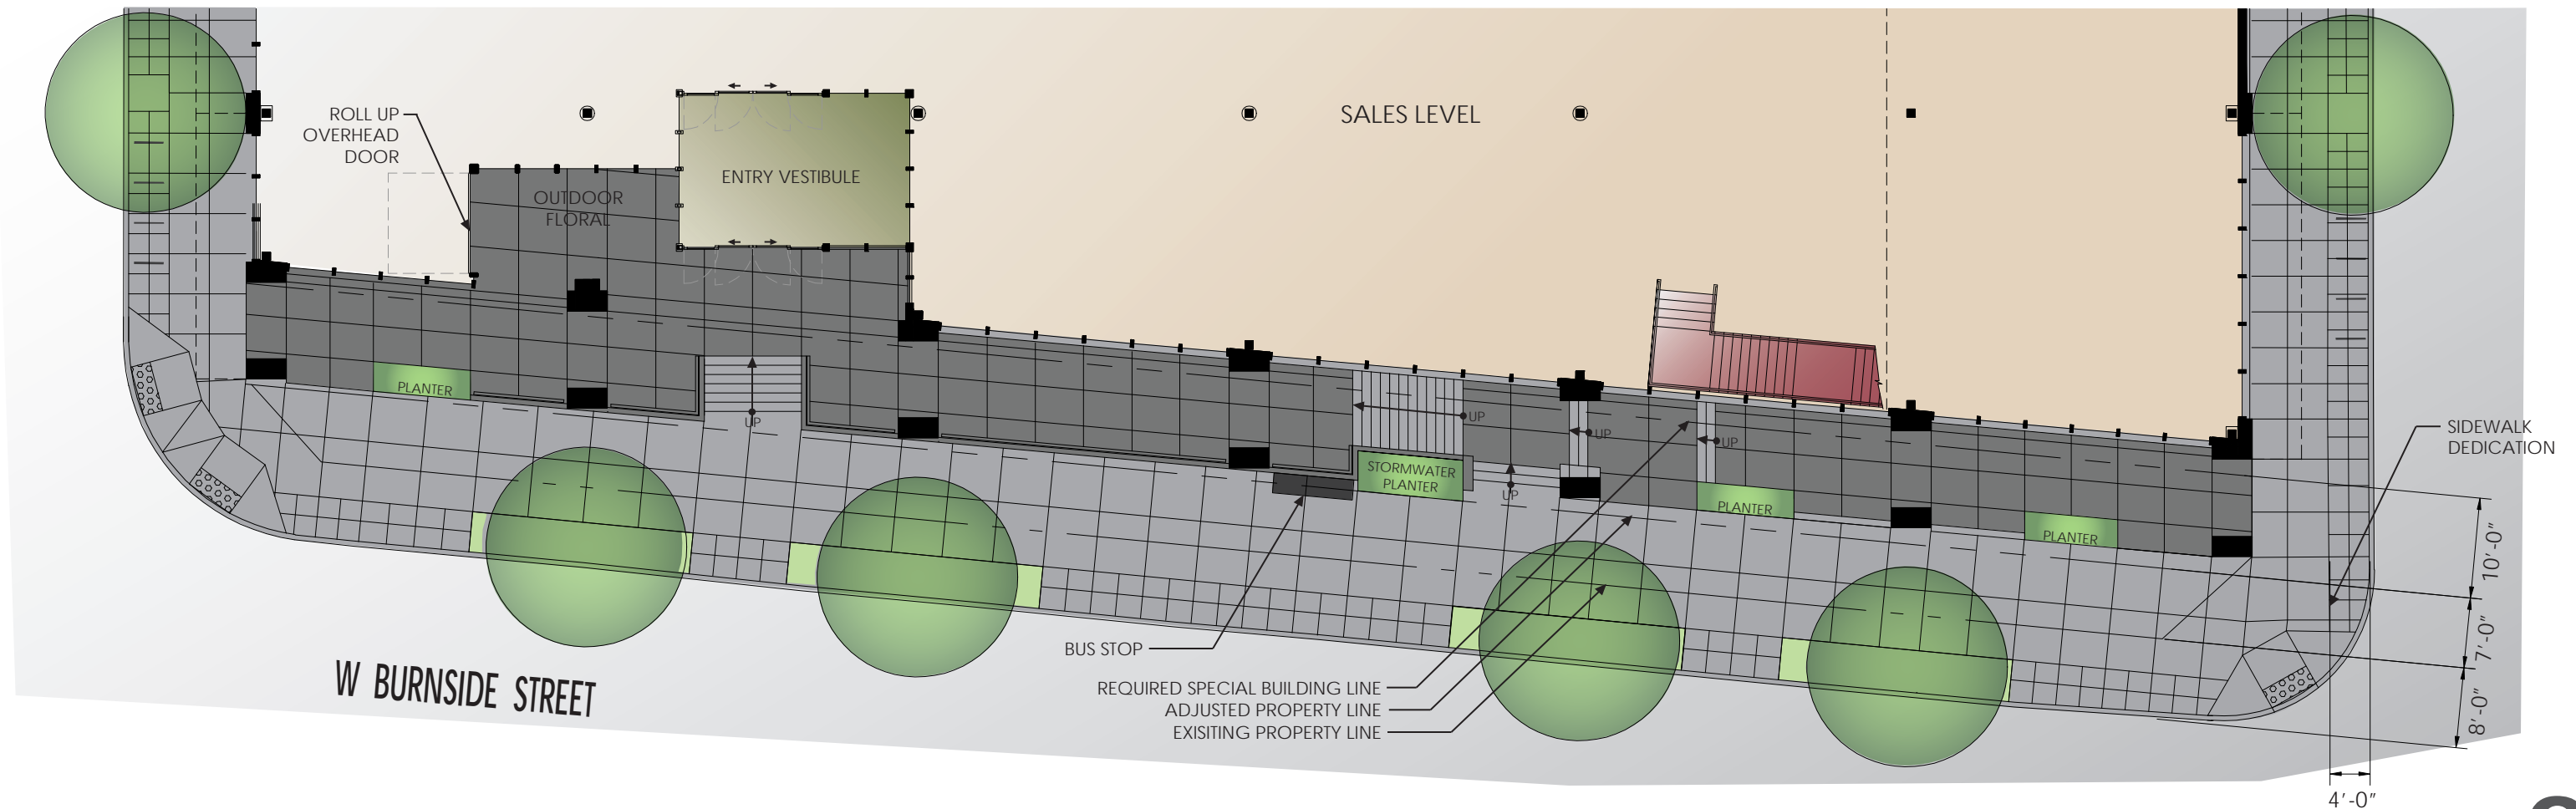 ROLL UP
OVERHEAD
DOOR
SALES LEVEL
ENTRY VESTIBULE
OUTDOOR
FLORAL
PLANTER
UP
UP
UP
UP
UP
STORMWATER
PLANTER
PLANTER
PLANTER
SIDEWALK
DEDICATION
BUS STOP
REQUIRED SPECIAL BUILDING LINE
ADJUSTED PROPERTY LINE
EXISITING PROPERTY LINE
W BURNSIDE STREET
10'-0"
7'-0"
8'-0"
4'-0"